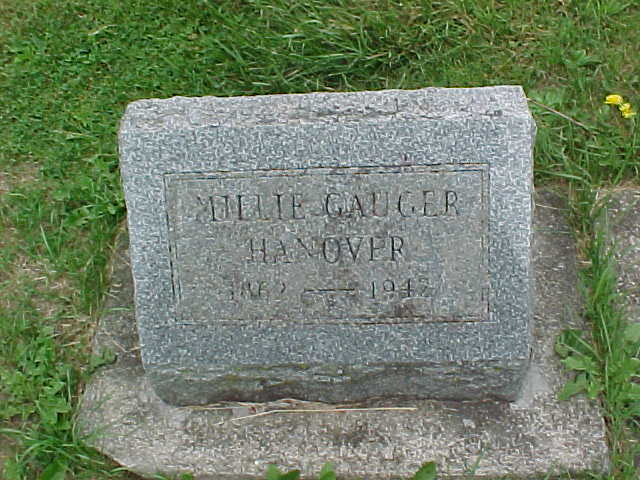 MILLIE GAUGER
HANOVER
1862 — 1942